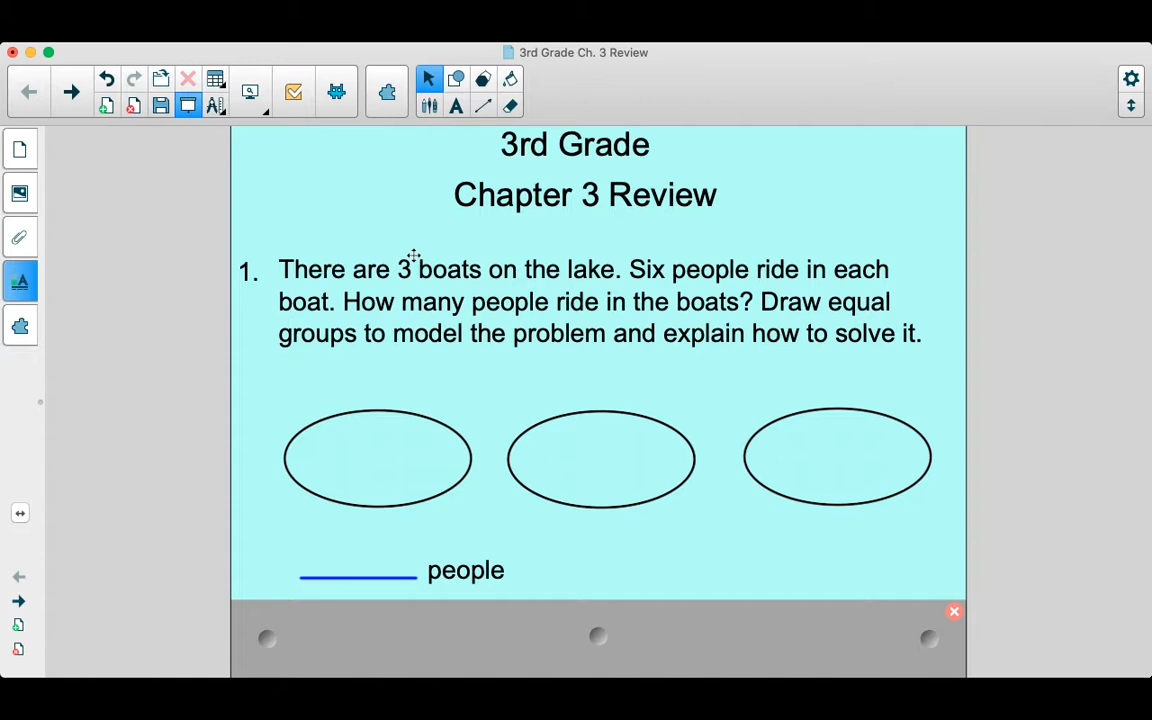 3rd Grade Ch. 3 Review
3rd Grade
Chapter 3 Review
1. There are 3 boats on the lake. Six people ride in each
boat. How many people ride in the boats? Draw equal
groups to model the problem and explain how to solve it.
people